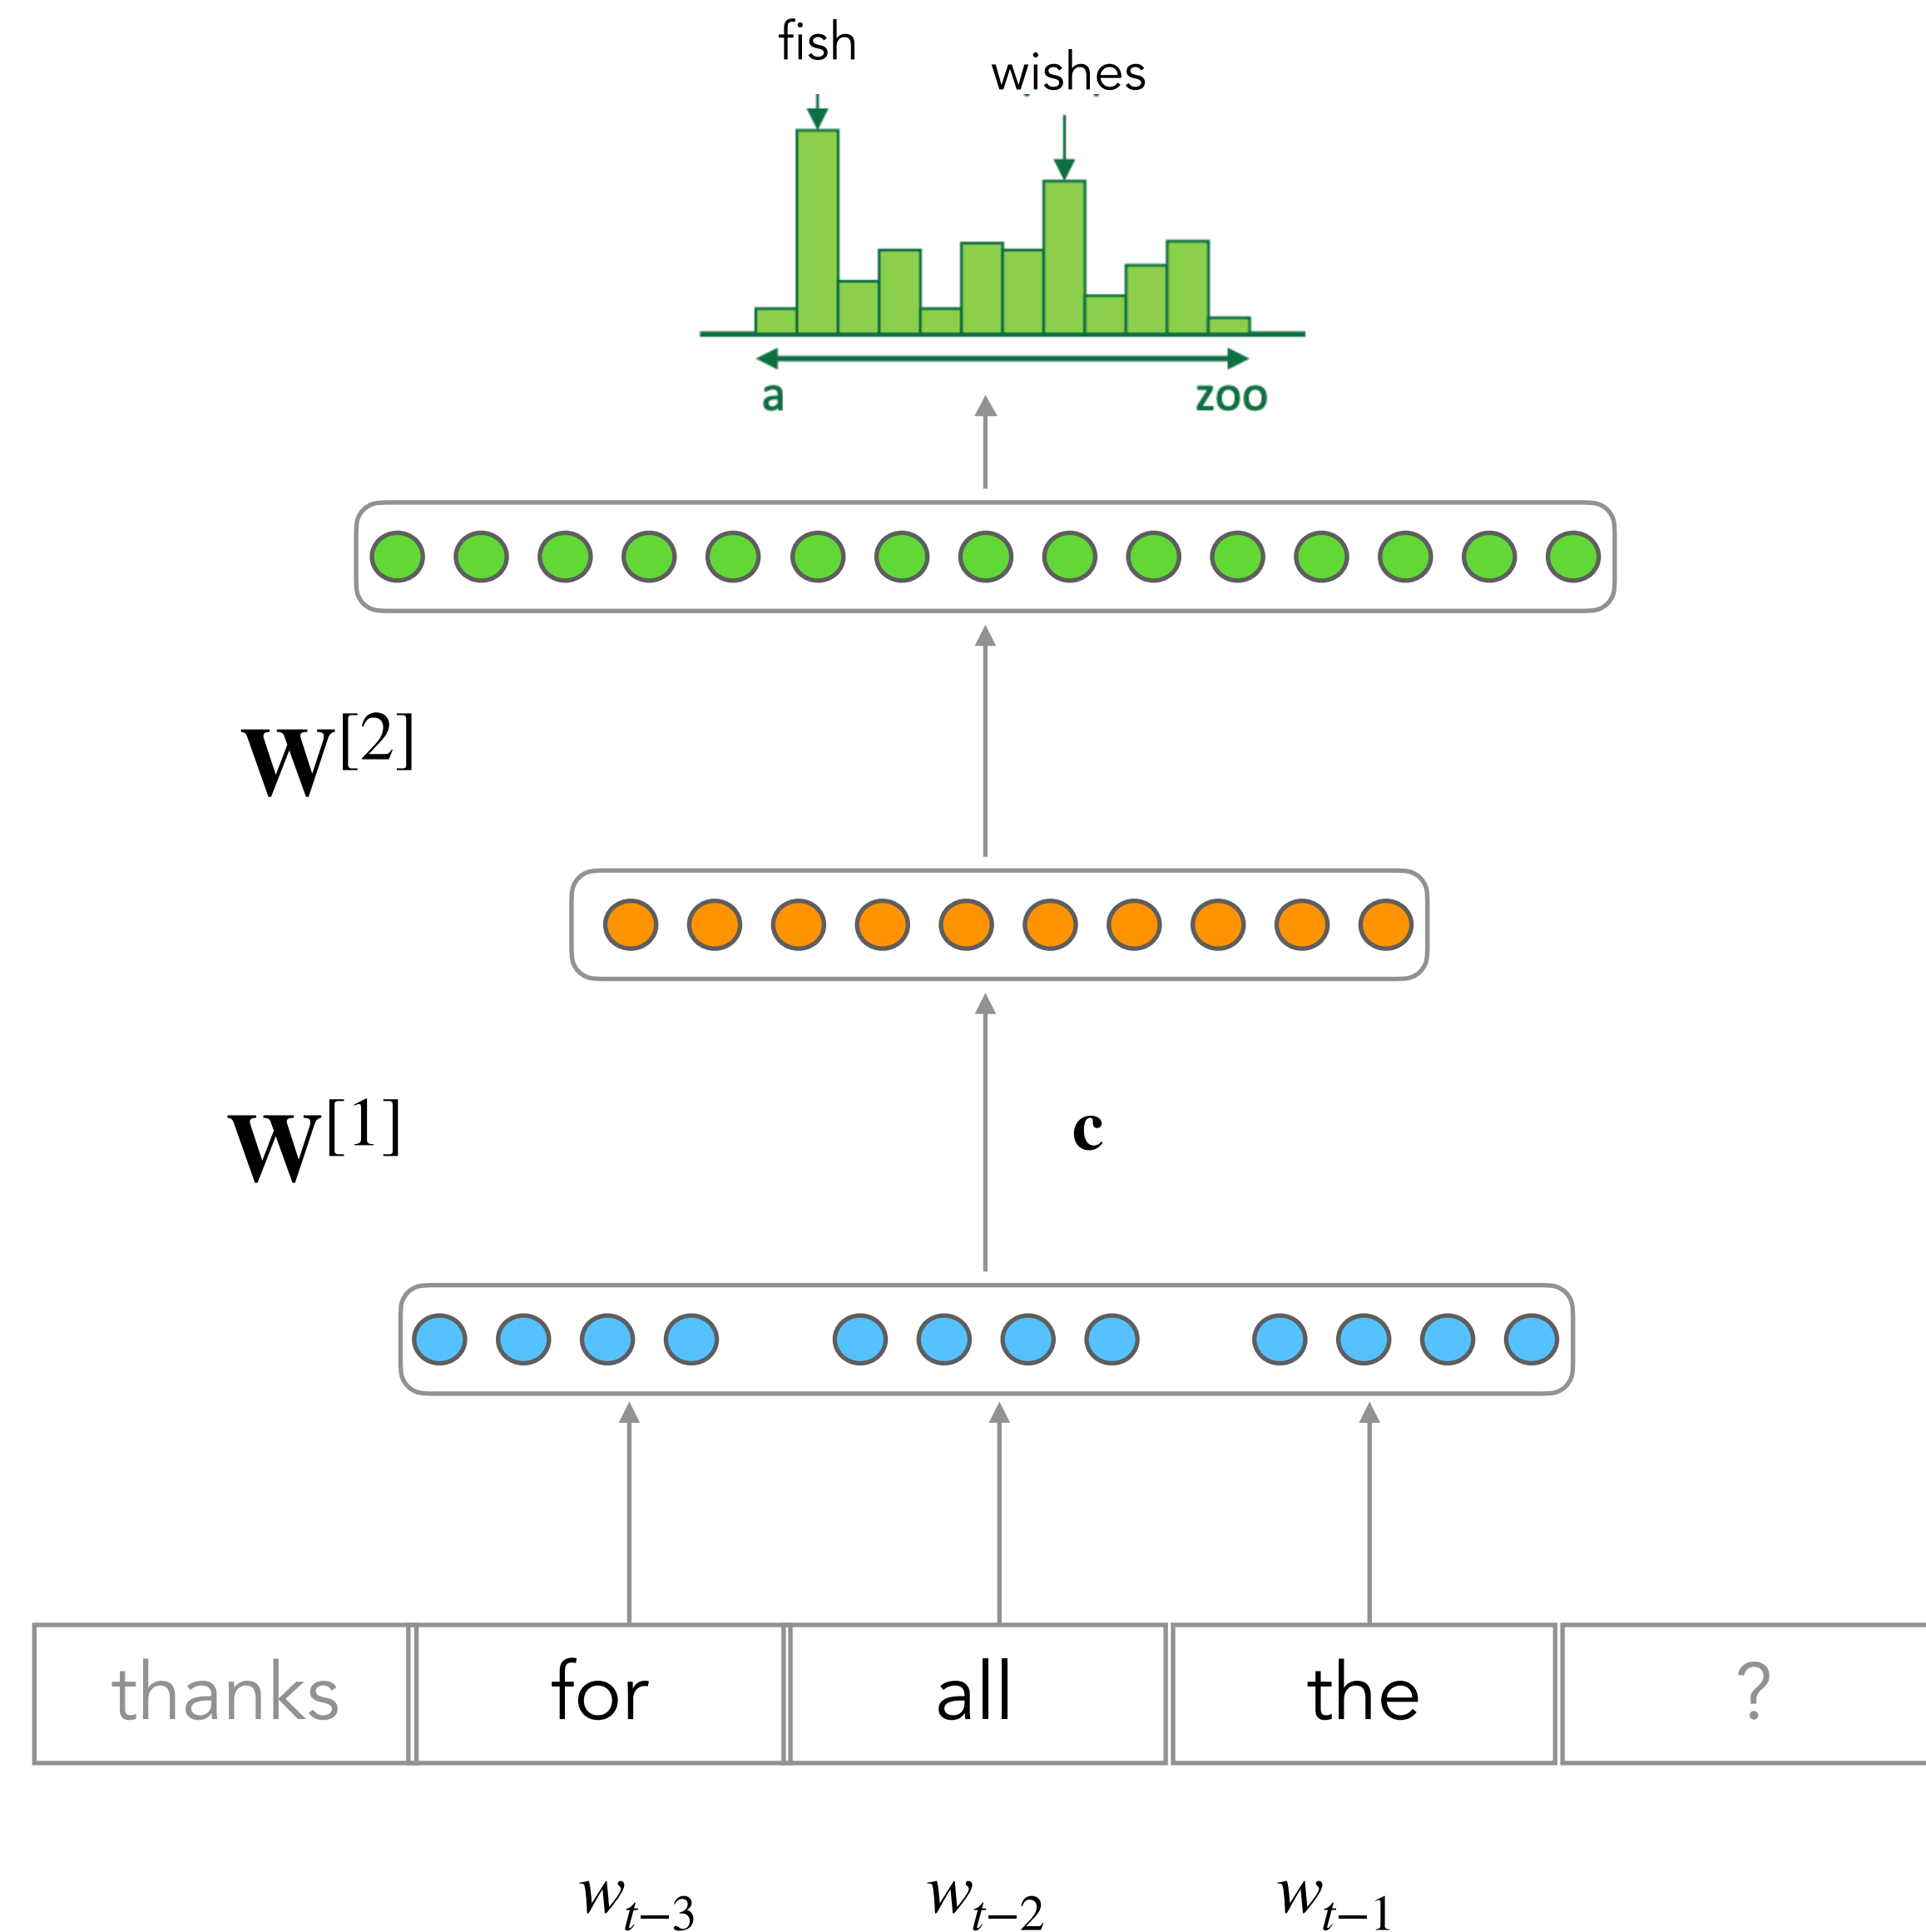 fish
wishes
a zoo
W[2]
W[1]
c
thanks for all the ?
wt−3 wt−2 wt−1